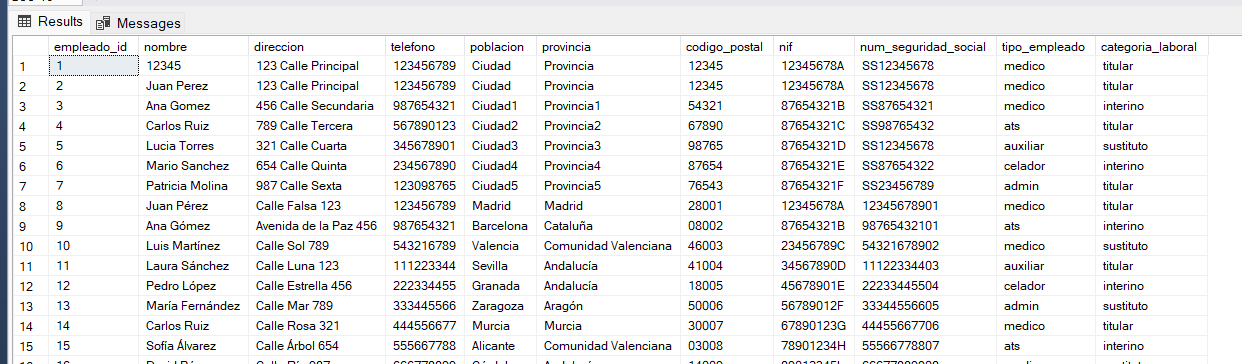 Results Messages
empleado_id nombre direccion telefono poblacion provincia codigo_postal nif num_seguridad_social tipo_empleado categoria_laboral
1 1 12345 123 Calle Principal 123456789 Ciudad Provincia 12345 12345678A SS12345678 medico titular
2 2 Juan Perez 123 Calle Principal 123456789 Ciudad Provincia 12345 12345678A SS12345678 medico titular
3 3 Ana Gomez 456 Calle Secundaria 987654321 Ciudad1 Provincia1 54321 87654321B SS87654321 medico interino
4 4 Carlos Ruiz 789 Calle Tercera 567890123 Ciudad2 Provincia2 67890 87654321C SS98765432 ats titular
5 5 Lucia Torres 321 Calle Cuarta 345678901 Ciudad3 Provincia3 98765 87654321D SS12345678 auxiliar sustituto
6 6 Mario Sanchez 654 Calle Quinta 234567890 Ciudad4 Provincia4 87654 87654321E SS87654322 celador interino
7 7 Patricia Molina 987 Calle Sexta 123098765 Ciudad5 Provincia5 76543 87654321F SS23456789 admin titular
8 8 Juan Pérez Calle Falsa 123 123456789 Madrid Madrid 28001 12345678A 12345678901 medico titular
9 9 Ana Gómez Avenida de la Paz 456 987654321 Barcelona Cataluña 08002 87654321B 98765432101 ats interino
10 10 Luis Martínez Calle Sol 789 543216789 Valencia Comunidad Valenciana 46003 23456789C 54321678902 medico sustituto
11 11 Laura Sánchez Calle Luna 123 111223344 Sevilla Andalucía 41004 34567890D 11122334403 auxiliar titular
12 12 Pedro López Calle Estrella 456 222334455 Granada Andalucía 18005 45678901E 22233445504 celador interino
13 13 María Fernández Calle Mar 789 333445566 Zaragoza Aragón 50006 56789012F 33344556605 admin sustituto
14 14 Carlos Ruiz Calle Rosa 321 444556677 Murcia Murcia 30007 67890123G 44455667706 medico titular
15 15 Sofía Álvarez Calle Árbol 654 555667788 Alicante Comunidad Valenciana 03008 78901234H 55566778807 ats interino